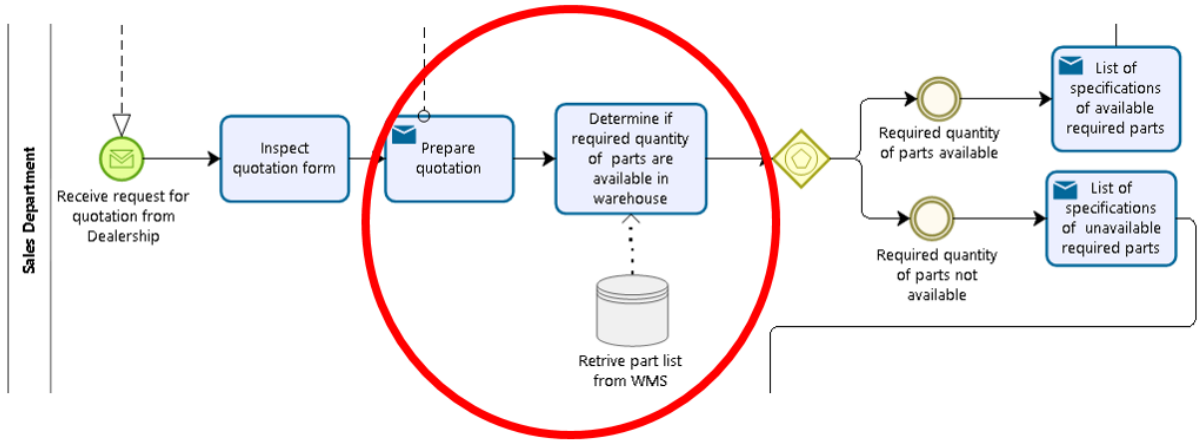 Sales Department
Receive request for
quotation from
Dealership
Inspect
quotation form
Prepare
quotation
Determine if
required quantity
of parts are
available in
warehouse
Retrive part list
from WMS
Required quantity
of parts available
Required quantity
of parts not
available
List of
specifications
of available
required parts
List of
specifications
of unavailable
required parts